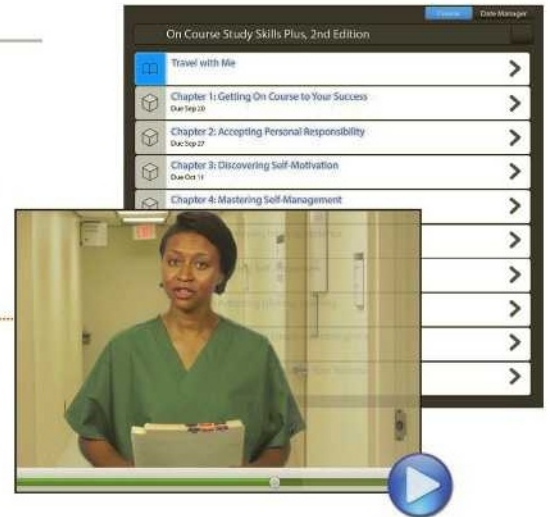 Course Date Manager
On Course Study Skills Plus, 2nd Edition
Travel with Me
Chapter 1: Getting On Course to Your Success
Due Sep 20
Chapter 2: Accepting Personal Responsibility
Due Sep 27
Chapter 3: Discovering Self-Motivation
Due Oct 11
Chapter 4: Mastering Self-Management
EXIT